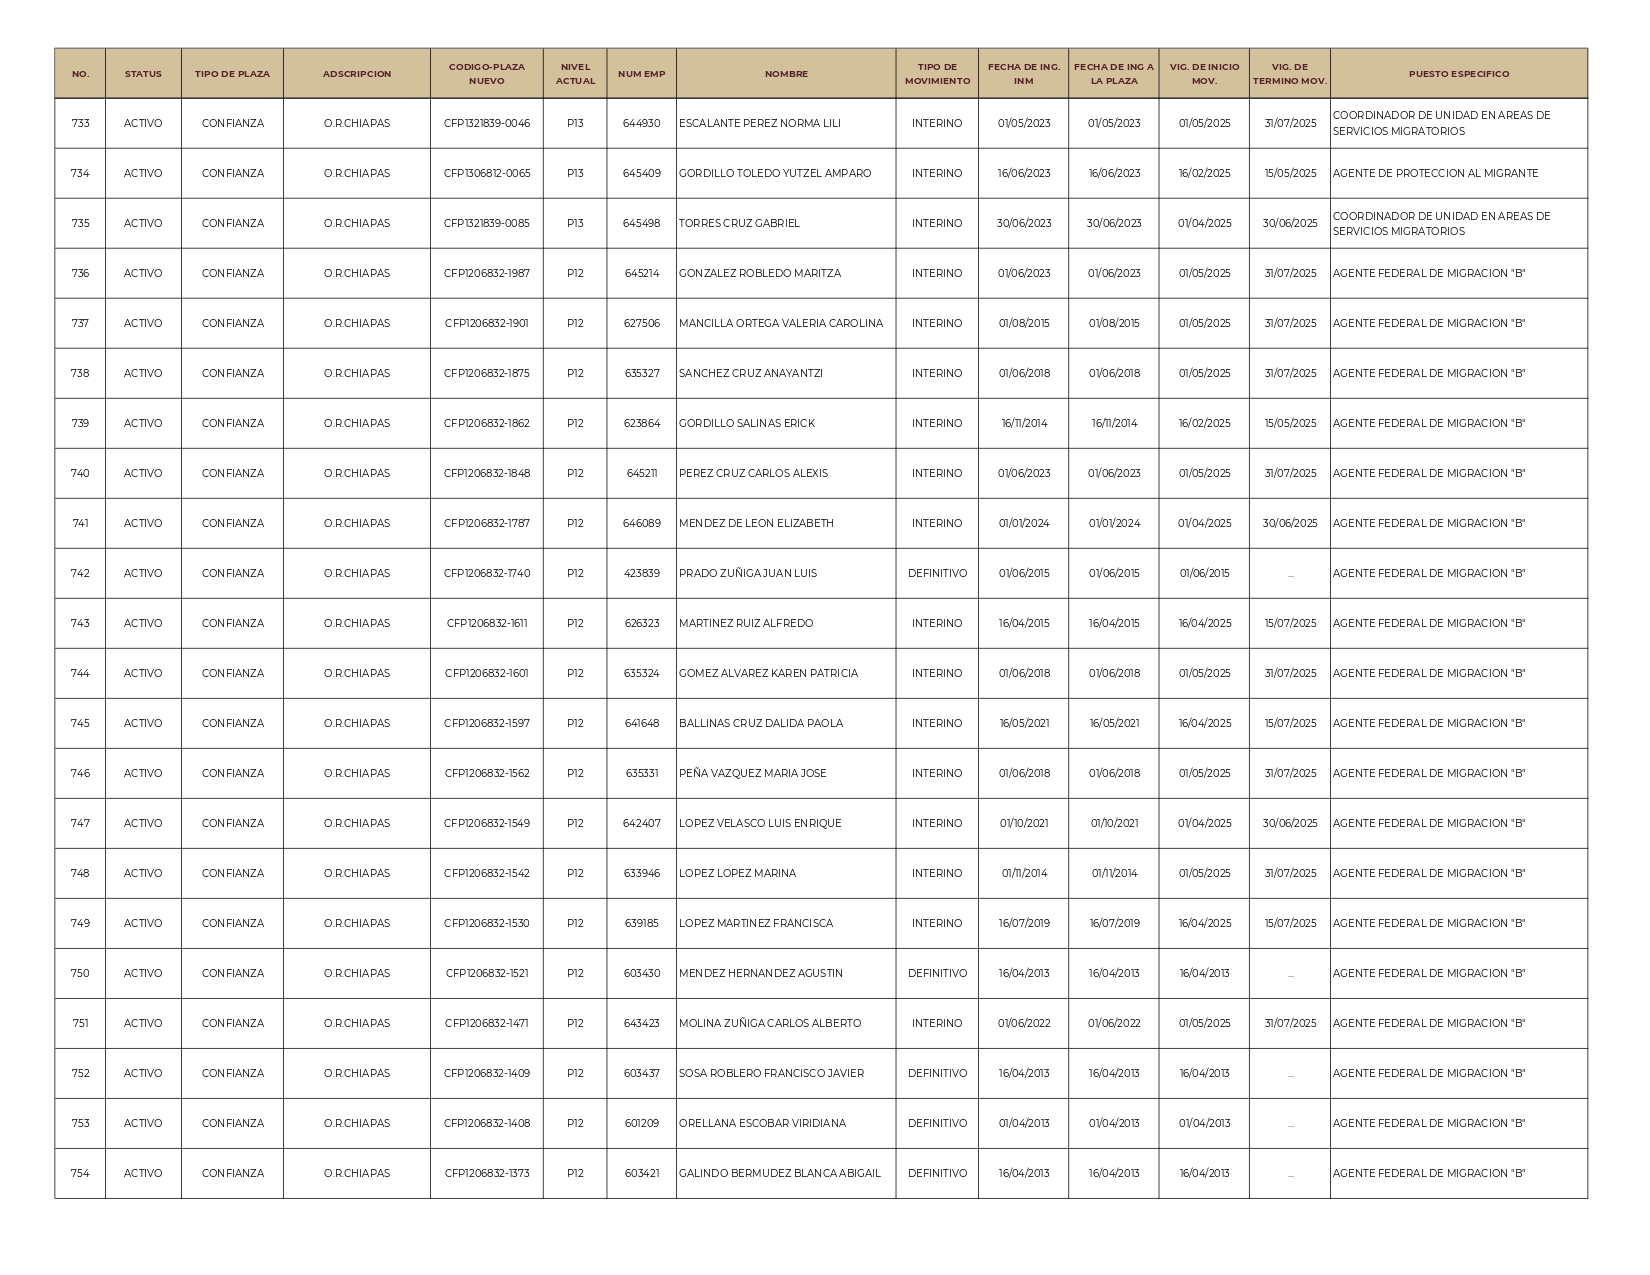 NO. STATUS TIPO DE PLAZA ADSCRIPCION CODIGO-PLAZA NUEVO NIVEL ACTUAL NUM EMP NOMBRE TIPO DE MOVIMIENTO FECHA DE ING. INM FECHA DE ING A LA PLAZA VIG. DE INICIO MOV. VIG. DE TERMINO MOV. PUESTO ESPECIFICO
733 ACTIVO CONFIANZA O.R.CHIAPAS CFP1321839-0046 P13 644930 ESCALANTE PEREZ NORMA LILI INTERINO 01/05/2023 01/05/2023 01/05/2025 31/07/2025 COORDINADOR DE UNIDAD EN AREAS DE SERVICIOS MIGRATORIOS
734 ACTIVO CONFIANZA O.R.CHIAPAS CFP1306812-0065 P13 645409 GORDILLO TOLEDO YUTZEL AMPARO INTERINO 16/06/2023 16/06/2023 16/02/2025 15/05/2025 AGENTE DE PROTECCION AL MIGRANTE
735 ACTIVO CONFIANZA O.R.CHIAPAS CFP1321839-0085 P13 645498 TORRES CRUZ GABRIEL INTERINO 30/06/2023 30/06/2023 01/04/2025 30/06/2025 COORDINADOR DE UNIDAD EN AREAS DE SERVICIOS MIGRATORIOS
736 ACTIVO CONFIANZA O.R.CHIAPAS CFP1206832-1987 P12 645214 GONZALEZ ROBLEDO MARITZA INTERINO 01/06/2023 01/06/2023 01/05/2025 31/07/2025 AGENTE FEDERAL DE MIGRACION "B"
737 ACTIVO CONFIANZA O.R.CHIAPAS CFP1206832-1901 P12 627506 MANCILLA ORTEGA VALERIA CAROLINA INTERINO 01/08/2015 01/08/2015 01/05/2025 31/07/2025 AGENTE FEDERAL DE MIGRACION "B"
738 ACTIVO CONFIANZA O.R.CHIAPAS CFP1206832-1875 P12 635327 SANCHEZ CRUZ ANAYANTZI INTERINO 01/06/2018 01/06/2018 01/05/2025 31/07/2025 AGENTE FEDERAL DE MIGRACION "B"
739 ACTIVO CONFIANZA O.R.CHIAPAS CFP1206832-1862 P12 623864 GORDILLO SALINAS ERICK INTERINO 16/11/2014 16/11/2014 16/02/2025 15/05/2025 AGENTE FEDERAL DE MIGRACION "B"
740 ACTIVO CONFIANZA O.R.CHIAPAS CFP1206832-1848 P12 645211 PEREZ CRUZ CARLOS ALEXIS INTERINO 01/06/2023 01/06/2023 01/05/2025 31/07/2025 AGENTE FEDERAL DE MIGRACION "B"
741 ACTIVO CONFIANZA O.R.CHIAPAS CFP1206832-1787 P12 646089 MENDEZ DE LEON ELIZABETH INTERINO 01/01/2024 01/01/2024 01/04/2025 30/06/2025 AGENTE FEDERAL DE MIGRACION "B"
742 ACTIVO CONFIANZA O.R.CHIAPAS CFP1206832-1740 P12 423839 PRADO ZUÑIGA JUAN LUIS DEFINITIVO 01/06/2015 01/06/2015 01/06/2015 ... AGENTE FEDERAL DE MIGRACION "B"
743 ACTIVO CONFIANZA O.R.CHIAPAS CFP1206832-1611 P12 626323 MARTINEZ RUIZ ALFREDO INTERINO 16/04/2015 16/04/2015 16/04/2025 15/07/2025 AGENTE FEDERAL DE MIGRACION "B"
744 ACTIVO CONFIANZA O.R.CHIAPAS CFP1206832-1601 P12 635324 GOMEZ ALVAREZ KAREN PATRICIA INTERINO 01/06/2018 01/06/2018 01/05/2025 31/07/2025 AGENTE FEDERAL DE MIGRACION "B"
745 ACTIVO CONFIANZA O.R.CHIAPAS CFP1206832-1597 P12 641648 BALLINAS CRUZ DALIDA PAOLA INTERINO 16/05/2021 16/05/2021 16/04/2025 15/07/2025 AGENTE FEDERAL DE MIGRACION "B"
746 ACTIVO CONFIANZA O.R.CHIAPAS CFP1206832-1562 P12 635331 PEÑA VAZQUEZ MARIA JOSE INTERINO 01/06/2018 01/06/2018 01/05/2025 31/07/2025 AGENTE FEDERAL DE MIGRACION "B"
747 ACTIVO CONFIANZA O.R.CHIAPAS CFP1206832-1549 P12 642407 LOPEZ VELASCO LUIS ENRIQUE INTERINO 01/10/2021 01/10/2021 01/04/2025 30/06/2025 AGENTE FEDERAL DE MIGRACION "B"
748 ACTIVO CONFIANZA O.R.CHIAPAS CFP1206832-1542 P12 633946 LOPEZ LOPEZ MARINA INTERINO 01/11/2014 01/11/2014 01/05/2025 31/07/2025 AGENTE FEDERAL DE MIGRACION "B"
749 ACTIVO CONFIANZA O.R.CHIAPAS CFP1206832-1530 P12 639185 LOPEZ MARTINEZ FRANCISCA INTERINO 16/07/2019 16/07/2019 16/04/2025 15/07/2025 AGENTE FEDERAL DE MIGRACION "B"
750 ACTIVO CONFIANZA O.R.CHIAPAS CFP1206832-1521 P12 603430 MENDEZ HERNANDEZ AGUSTIN DEFINITIVO 16/04/2013 16/04/2013 16/04/2013 ... AGENTE FEDERAL DE MIGRACION "B"
751 ACTIVO CONFIANZA O.R.CHIAPAS CFP1206832-1471 P12 643423 MOLINA ZUÑIGA CARLOS ALBERTO INTERINO 01/06/2022 01/06/2022 01/05/2025 31/07/2025 AGENTE FEDERAL DE MIGRACION "B"
752 ACTIVO CONFIANZA O.R.CHIAPAS CFP1206832-1409 P12 603437 SOSA ROBLERO FRANCISCO JAVIER DEFINITIVO 16/04/2013 16/04/2013 16/04/2013 ... AGENTE FEDERAL DE MIGRACION "B"
753 ACTIVO CONFIANZA O.R.CHIAPAS CFP1206832-1408 P12 601209 ORELLANA ESCOBAR VIRIDIANA DEFINITIVO 01/04/2013 01/04/2013 01/04/2013 ... AGENTE FEDERAL DE MIGRACION "B"
754 ACTIVO CONFIANZA O.R.CHIAPAS CFP1206832-1373 P12 603421 GALINDO BERMUDEZ BLANCA ABIGAIL DEFINITIVO 16/04/2013 16/04/2013 16/04/2013 ... AGENTE FEDERAL DE MIGRACION "B"